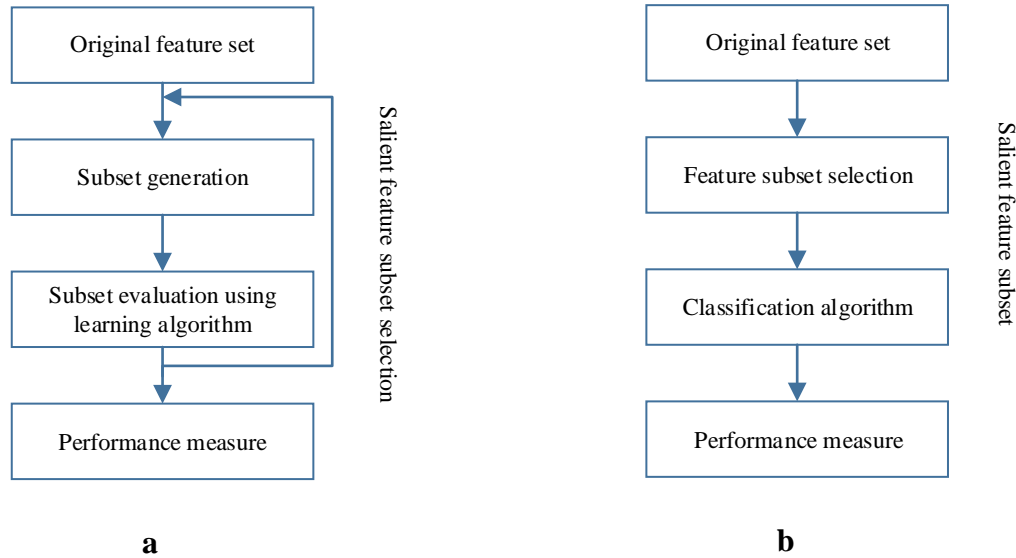 Original feature set
Subset generation
Subset evaluation using
learning algorithm
Performance measure
Salient feature subset selection
a
Original feature set
Feature subset selection
Classification algorithm
Performance measure
Salient feature subset
b